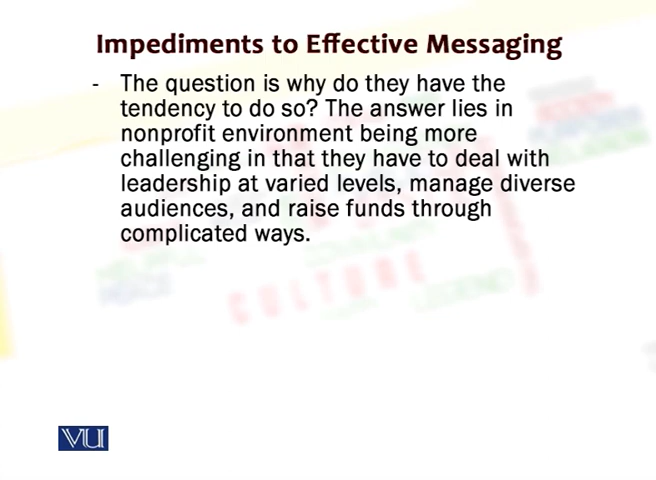 Impediments to Effective Messaging
- The question is why do they have the
tendency to do so? The answer lies in
nonprofit environment being more
challenging in that they have to deal with
leadership at varied levels, manage diverse
audiences, and raise funds through
complicated ways.
CULTURE
VU